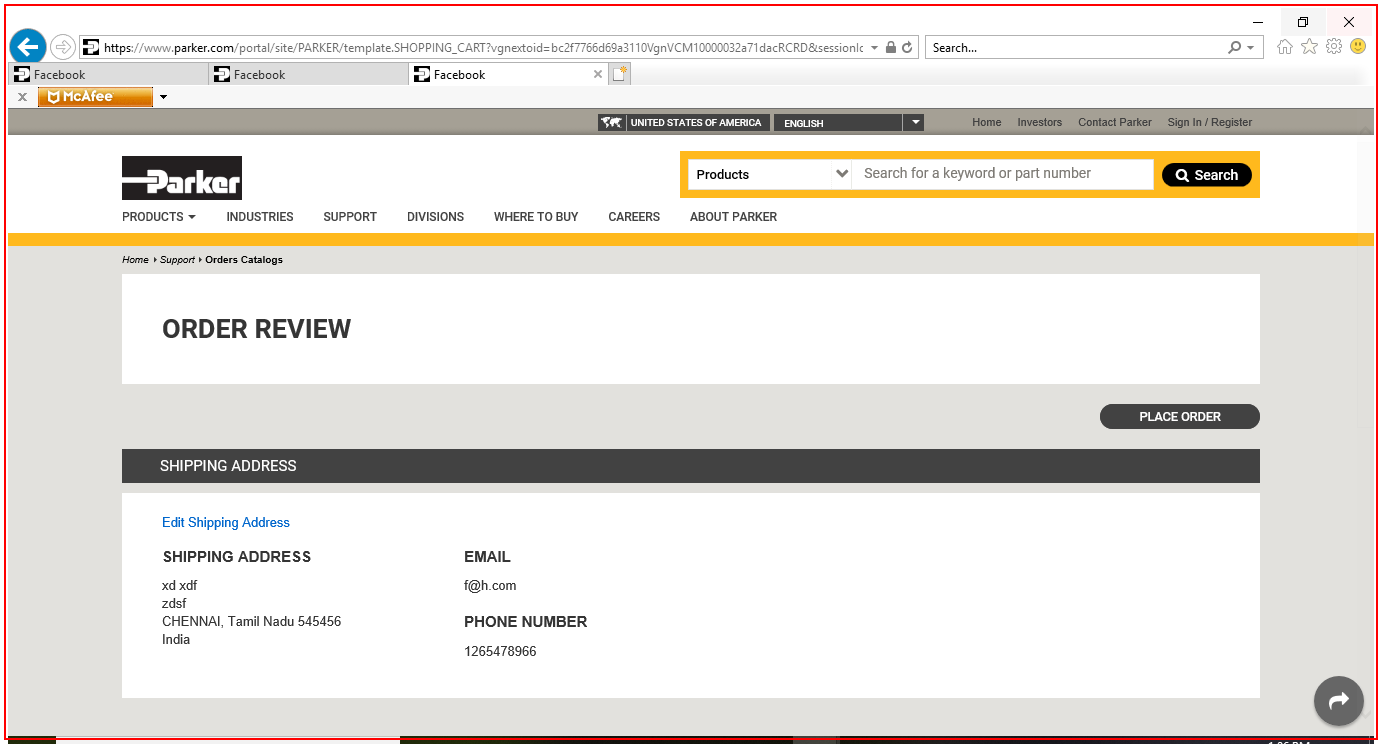 https://www.parker.com/portal/site/PARKER/template.SHOPPING_CART?vgnextoid=bc2f7766d69a3110VgnVCM10000032a71dacRCRD&sessionIc
Search...
Facebook
Facebook
Facebook
x McAfee
UNITED STATES OF AMERICA
ENGLISH
Home Investors Contact Parker Sign In / Register
Parker
Products
Search for a keyword or part number
Search
PRODUCTS INDUSTRIES SUPPORT DIVISIONS WHERE TO BUY CAREERS ABOUT PARKER
Home Support Orders Catalogs
ORDER REVIEW
PLACE ORDER
SHIPPING ADDRESS
Edit Shipping Address
SHIPPING ADDRESS
xd xdf
zdsf
CHENNAI, Tamil Nadu 545456
India
EMAIL
f@h.com
PHONE NUMBER
1265478966